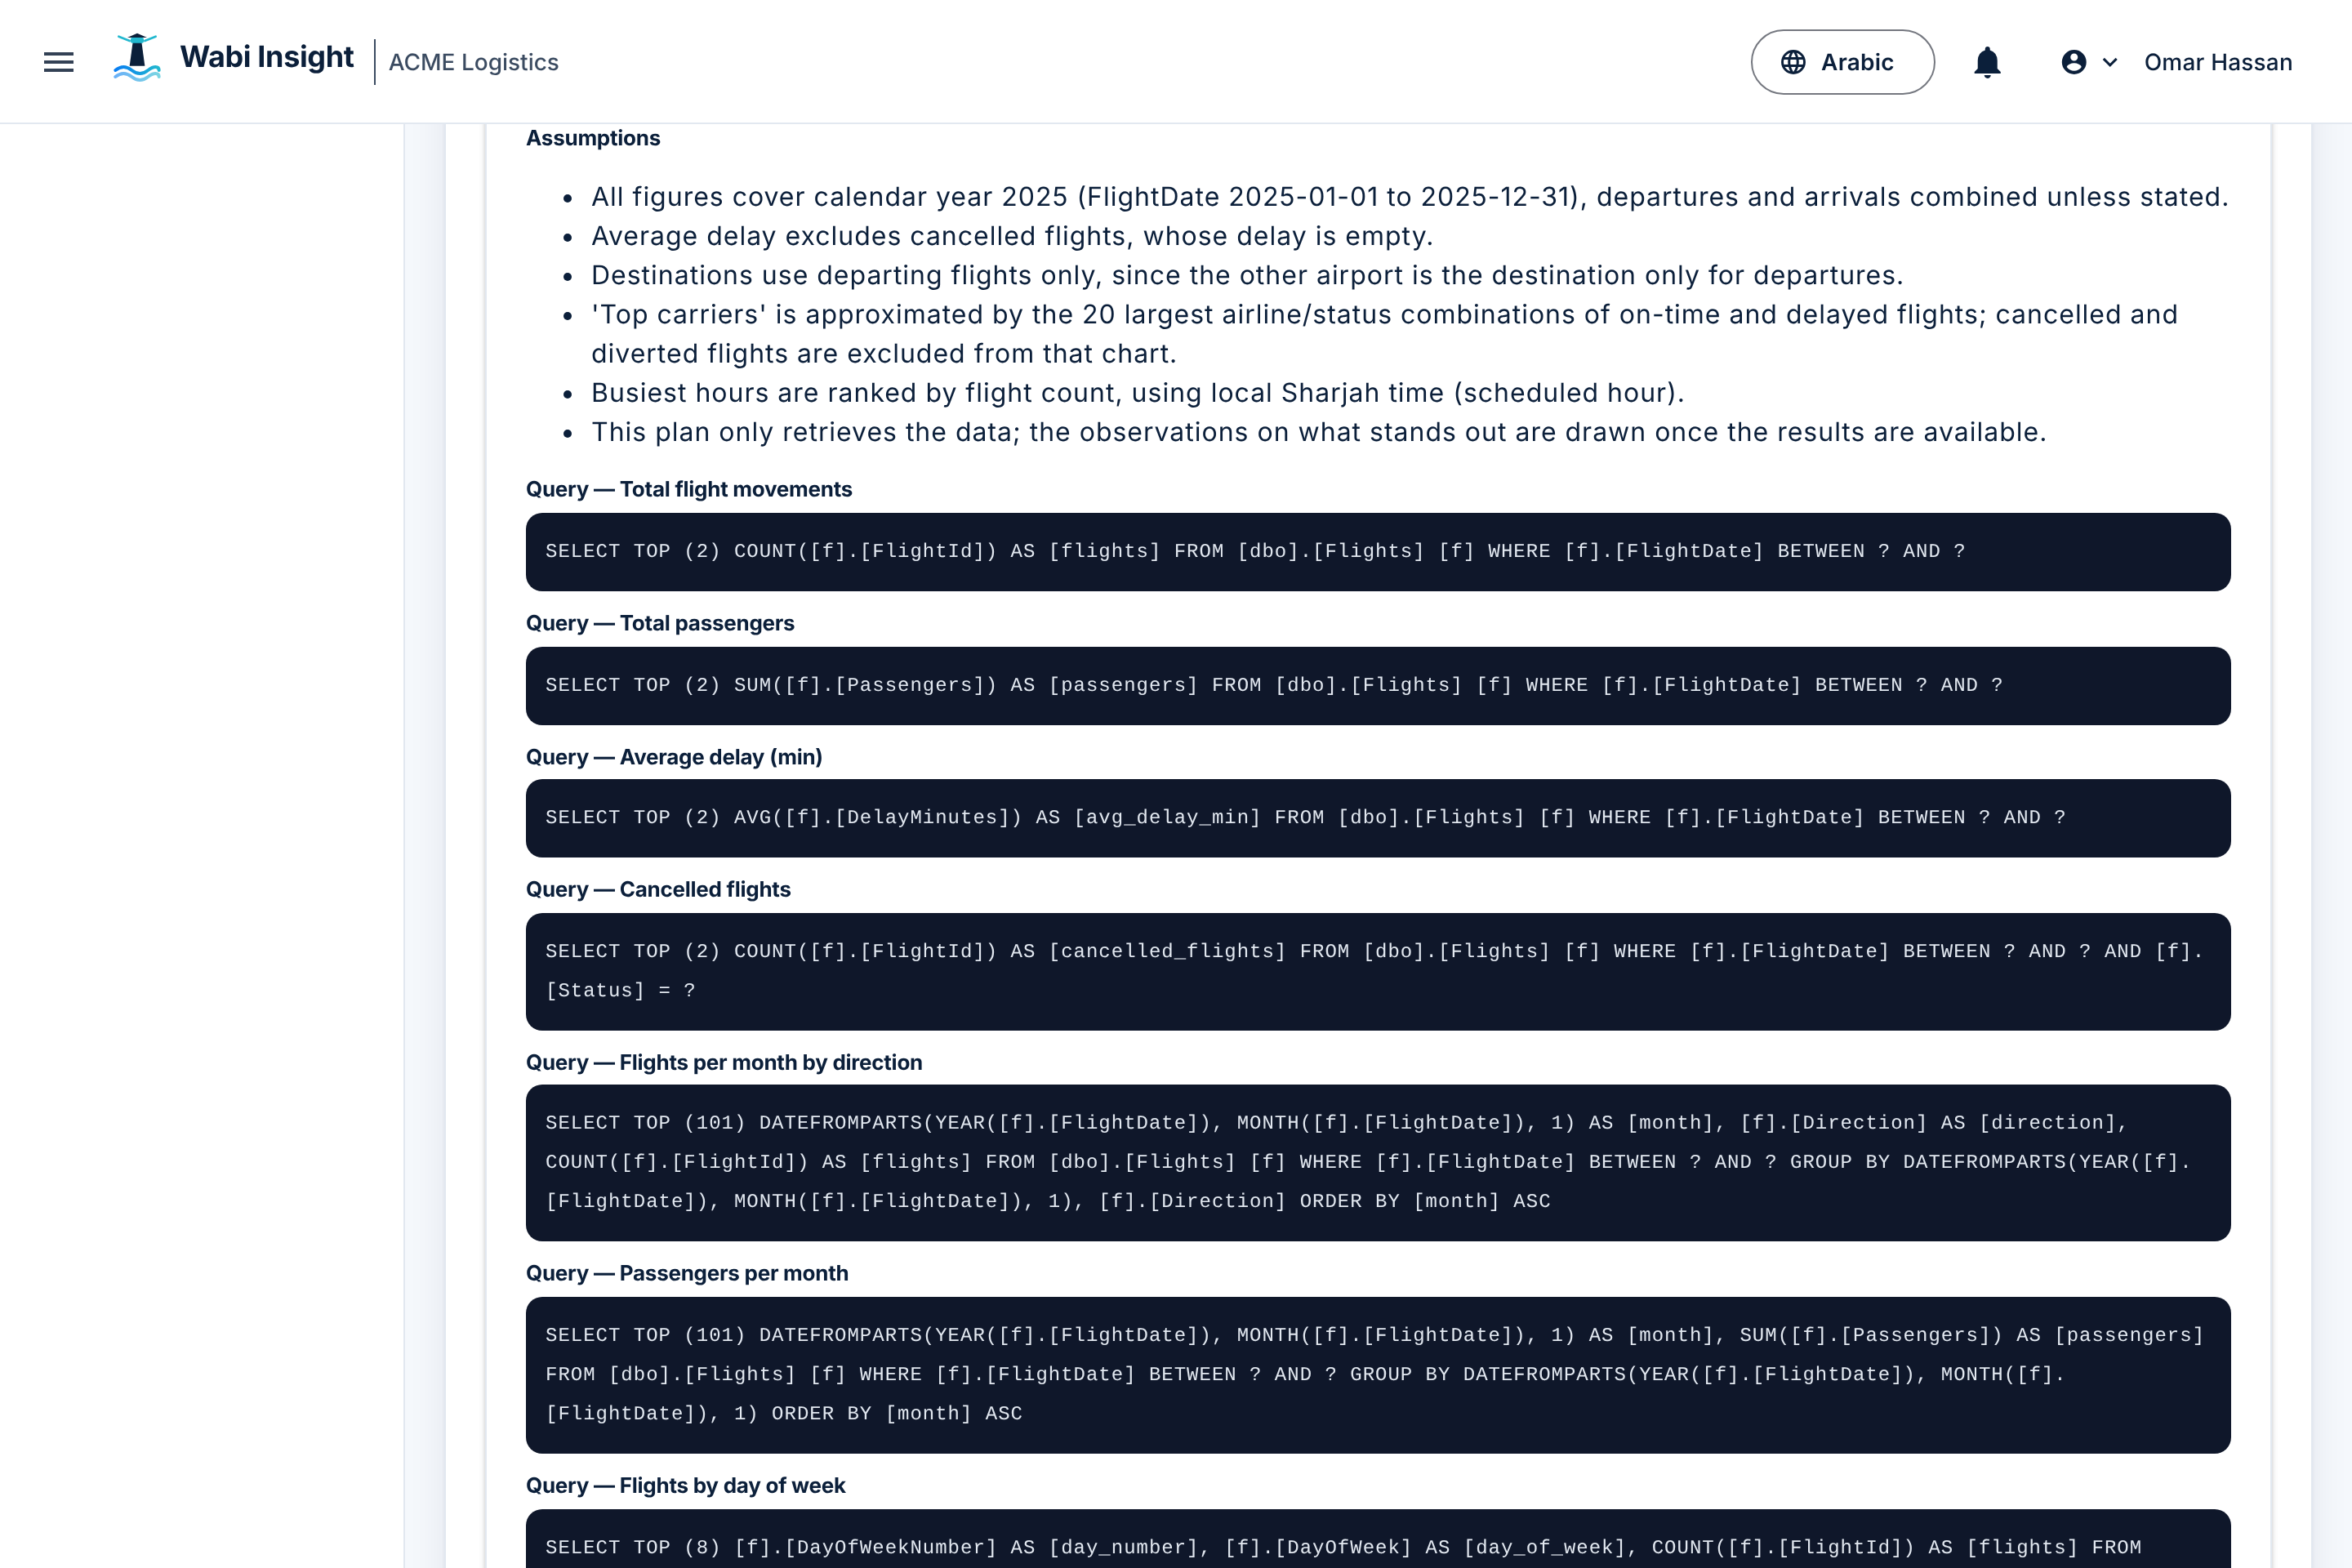 Wabi Insight
ACME Logistics
Arabic
Omar Hassan
Assumptions
• All figures cover calendar year 2025 (FlightDate 2025-01-01 to 2025-12-31), departures and arrivals combined unless stated.
• Average delay excludes cancelled flights, whose delay is empty.
• Destinations use departing flights only, since the other airport is the destination only for departures.
• 'Top carriers' is approximated by the 20 largest airline/status combinations of on-time and delayed flights; cancelled and
diverted flights are excluded from that chart.
• Busiest hours are ranked by flight count, using local Sharjah time (scheduled hour).
• This plan only retrieves the data; the observations on what stands out are drawn once the results are available.
Query — Total flight movements
SELECT TOP (2) COUNT([f].[FlightId]) AS [flights] FROM [dbo].[Flights] [f] WHERE [f].[FlightDate] BETWEEN ? AND ?
Query — Total passengers
SELECT TOP (2) SUM([f].[Passengers]) AS [passengers] FROM [dbo].[Flights] [f] WHERE [f].[FlightDate] BETWEEN ? AND ?
Query — Average delay (min)
SELECT TOP (2) AVG([f].[DelayMinutes]) AS [avg_delay_min] FROM [dbo].[Flights] [f] WHERE [f].[FlightDate] BETWEEN ? AND ?
Query — Cancelled flights
SELECT TOP (2) COUNT([f].[FlightId]) AS [cancelled_flights] FROM [dbo].[Flights] [f] WHERE [f].[FlightDate] BETWEEN ? AND ? AND [f].
[Status] = ?
Query — Flights per month by direction
SELECT TOP (101) DATEFROMPARTS(YEAR([f].[FlightDate]), MONTH([f].[FlightDate]), 1) AS [month], [f].[Direction] AS [direction],
COUNT([f].[FlightId]) AS [flights] FROM [dbo].[Flights] [f] WHERE [f].[FlightDate] BETWEEN ? AND ? GROUP BY DATEFROMPARTS(YEAR([f].
[FlightDate]), MONTH([f].[FlightDate]), 1), [f].[Direction] ORDER BY [month] ASC
Query — Passengers per month
SELECT TOP (101) DATEFROMPARTS(YEAR([f].[FlightDate]), MONTH([f].[FlightDate]), 1) AS [month], SUM([f].[Passengers]) AS [passengers]
FROM [dbo].[Flights] [f] WHERE [f].[FlightDate] BETWEEN ? AND ? GROUP BY DATEFROMPARTS(YEAR([f].[FlightDate]), MONTH([f].
[FlightDate]), 1) ORDER BY [month] ASC
Query — Flights by day of week
SELECT TOP (8) [f].[DayOfWeekNumber] AS [day_number], [f].[DayOfWeek] AS [day_of_week], COUNT([f].[FlightId]) AS [flights] FROM